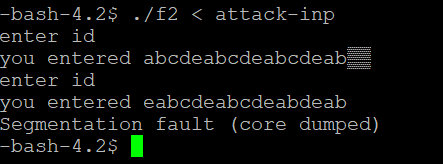 -bash-4.2$ ./f2 < attack-inp
enter id
you entered abcdeabcdeabcdeab▒▒
enter id
you entered eabcdeabcdeabdeab
Segmentation fault (core dumped)
-bash-4.2$